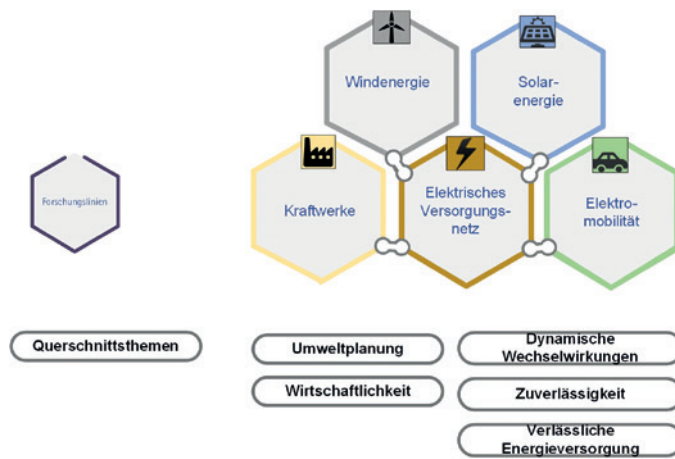 Windenergie
Solar-
energie
Forschungslinien
Kraftwerke
Elektrisches
Versorgungs-
netz
Elektro-
mobilität
Querschnittsthemen
Umweltplanung
Dynamische
Wechselwirkungen
Wirtschaftlichkeit
Zuverlässigkeit
Verlässliche
Energieversorgung